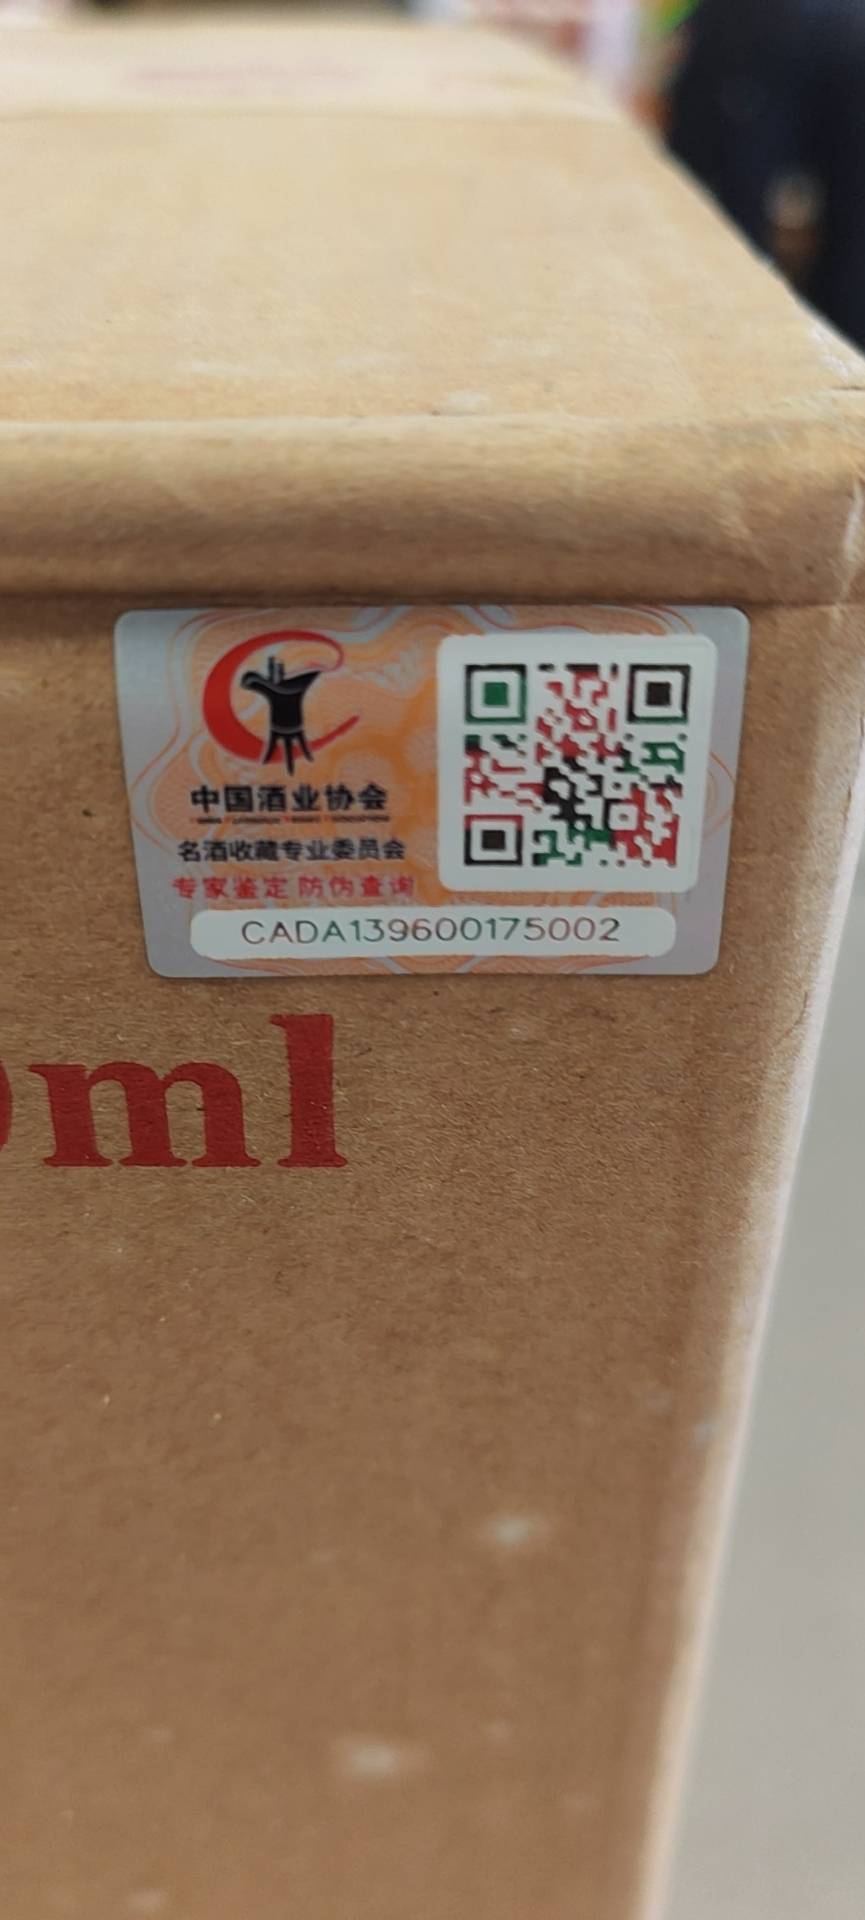 中国酒业协会
名酒收藏专业委员会
专家鉴定 防伪查询
CADA139600175002
ml